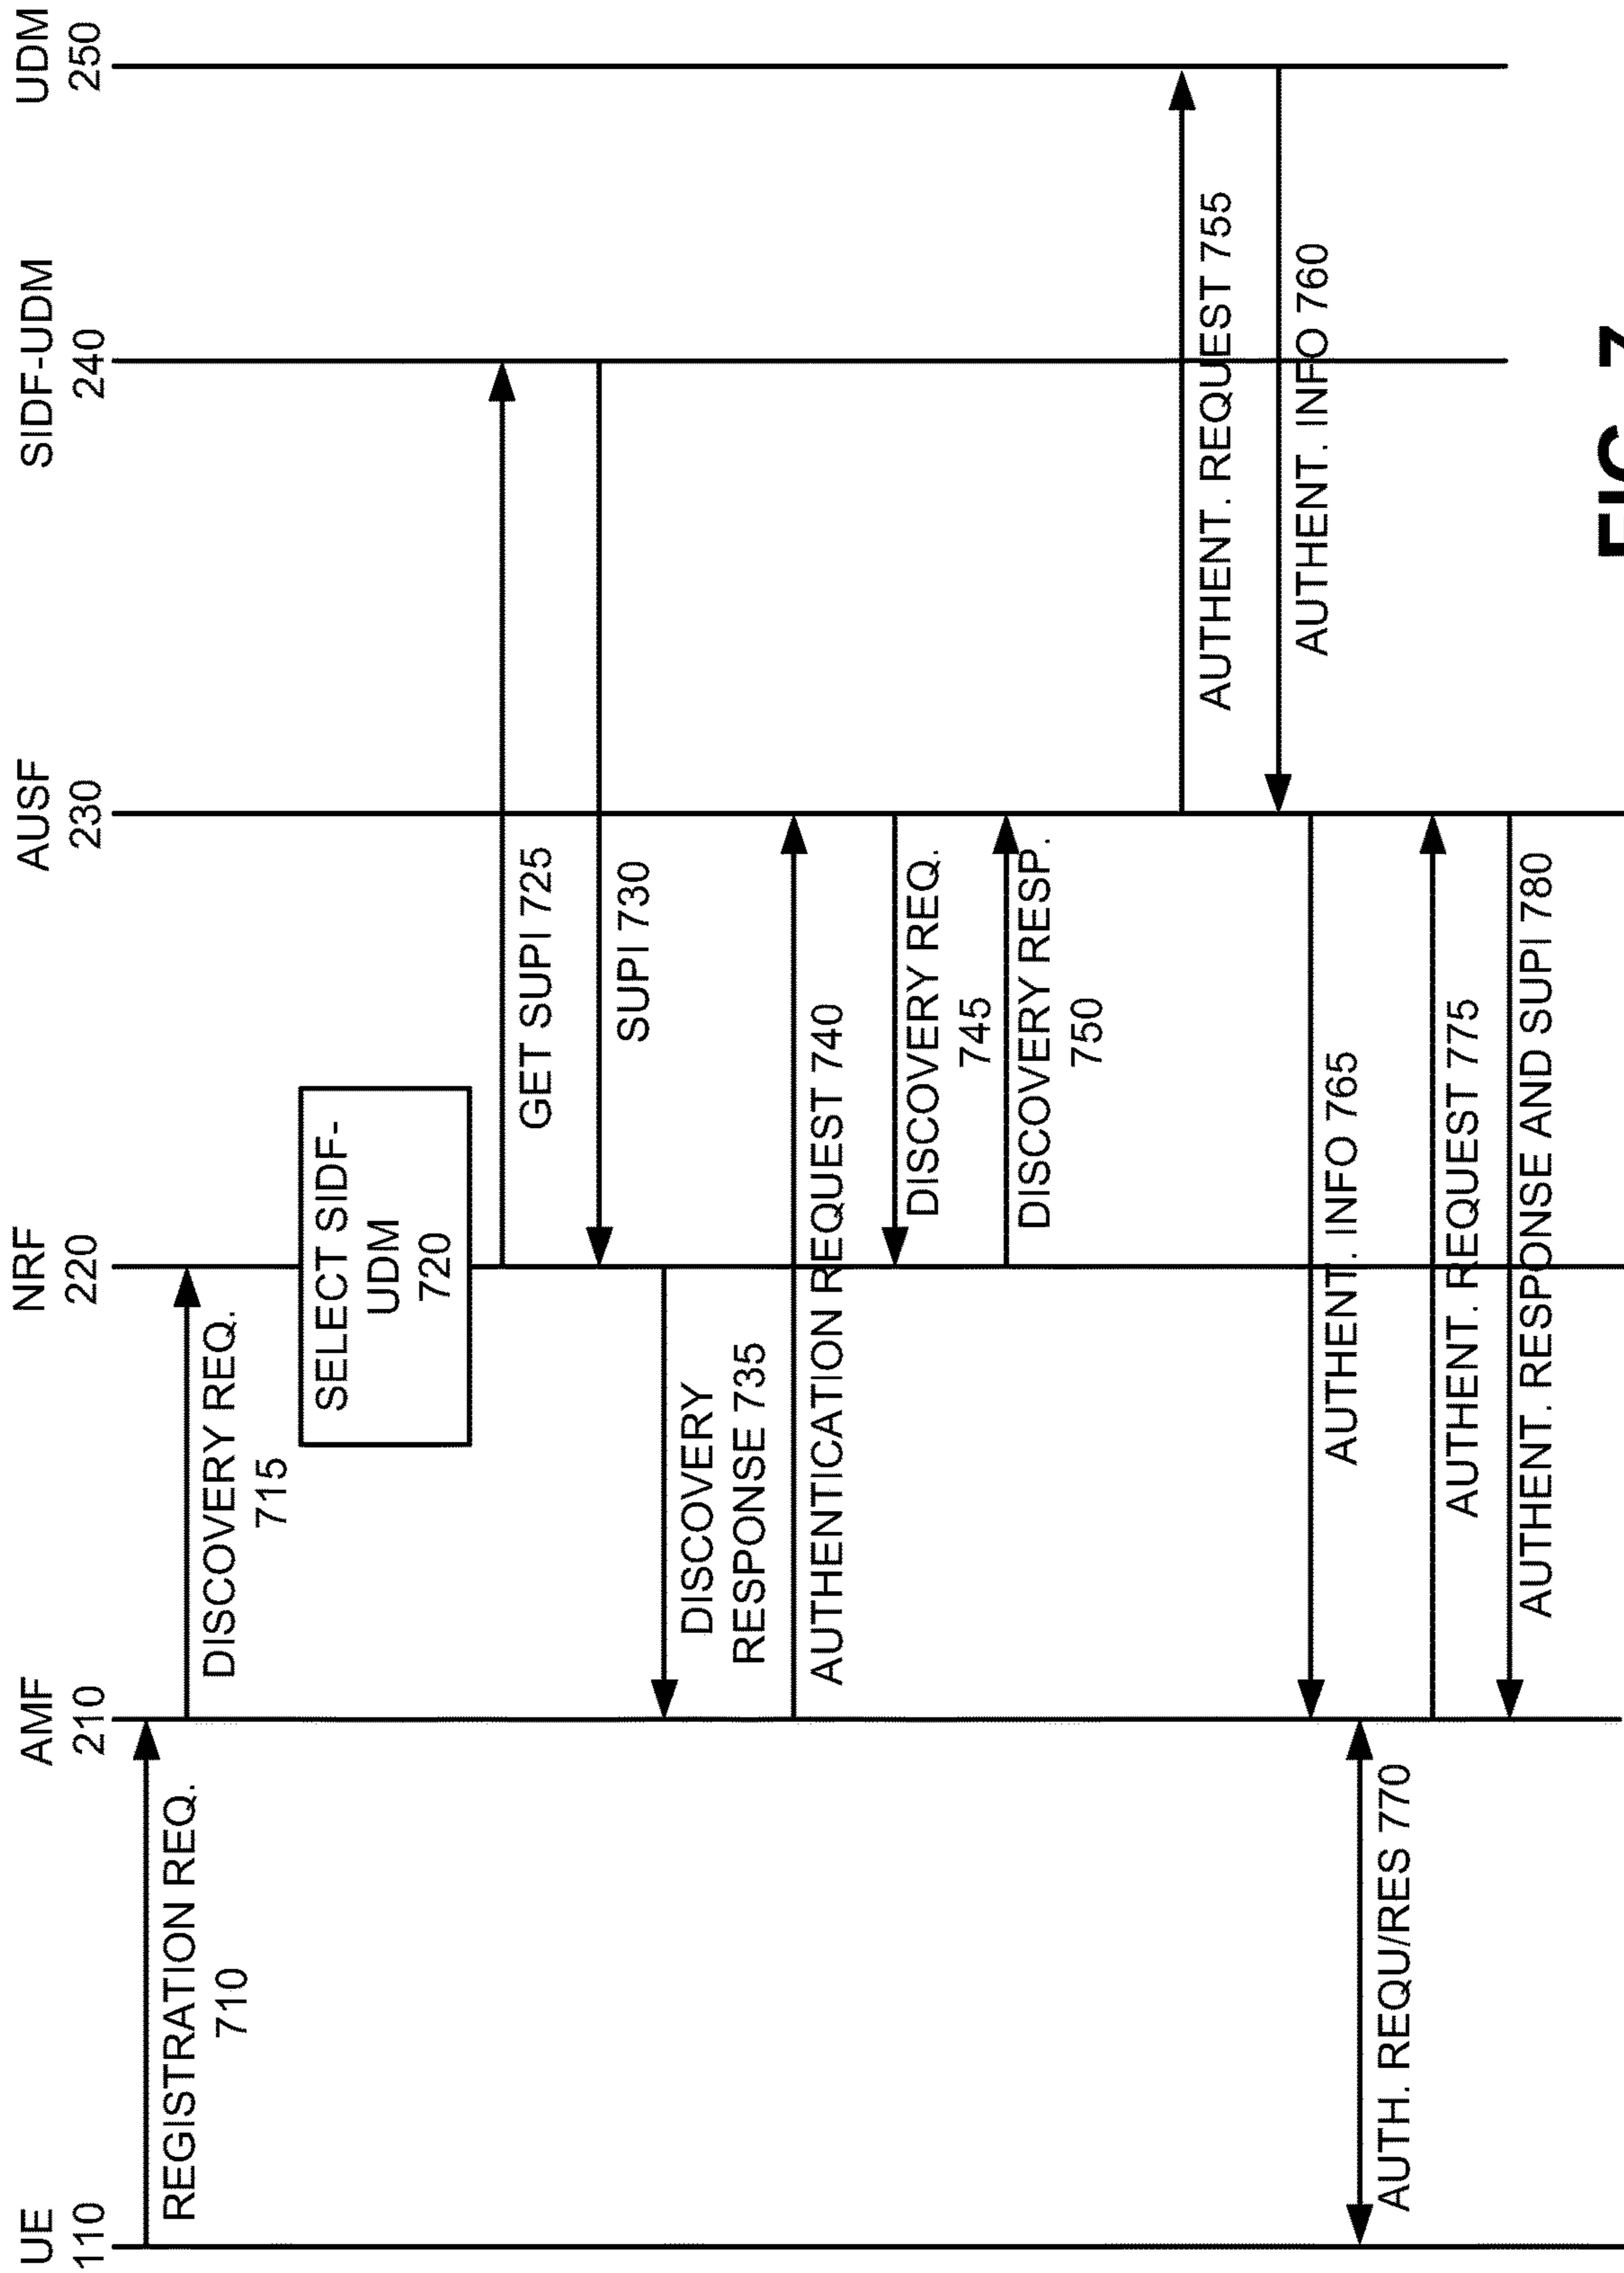 UE
110
AMF
210
NRF
220
AUSF
230
SIDF-UDM
240
UDM
250
REGISTRATION REQ.
710
DISCOVERY REQ.
715
SELECT SIDF-
UDM
720
GET SUPI 725
SUPI 730
DISCOVERY
RESPONSE 735
AUTHENTICATION REQUEST 740
DISCOVERY REQ.
745
DISCOVERY RESP.
750
AUTHENT. REQUEST 755
AUTHENT. INFO 760
AUTHENT. INFO 765
AUTH. REQU/RES 770
AUTHENT. REQUEST 775
AUTHENT. RESPONSE AND SUPI 780
FIG. 7